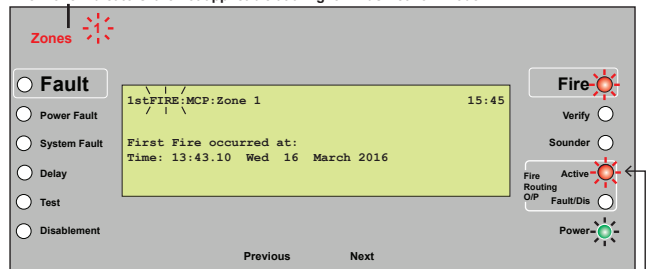 Zones 1
Fault
Power Fault
System Fault
Delay
Test
Disablement
1stFIRE:MCP:Zone 1 15:45
First Fire occurred at:
Time: 13:43.10 Wed 16 March 2016
Previous Next
Fire
Verify
Sounder
Fire Routing O/P
Active
Fault/Dis
Power